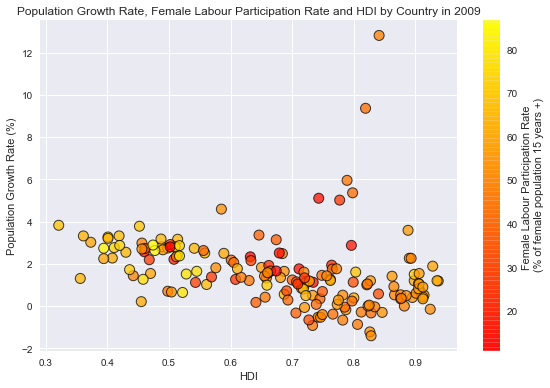 Population Growth Rate, Female Labour Participation Rate and HDI by Country in 2009
Population Growth Rate (%)
12
10
8
6
4
2
0
−2
0.3 0.4 0.5 0.6 0.7 0.8 0.9
HDI
80
70
60
50
40
30
20
Female Labour Participation Rate
(% of female population 15 years +)